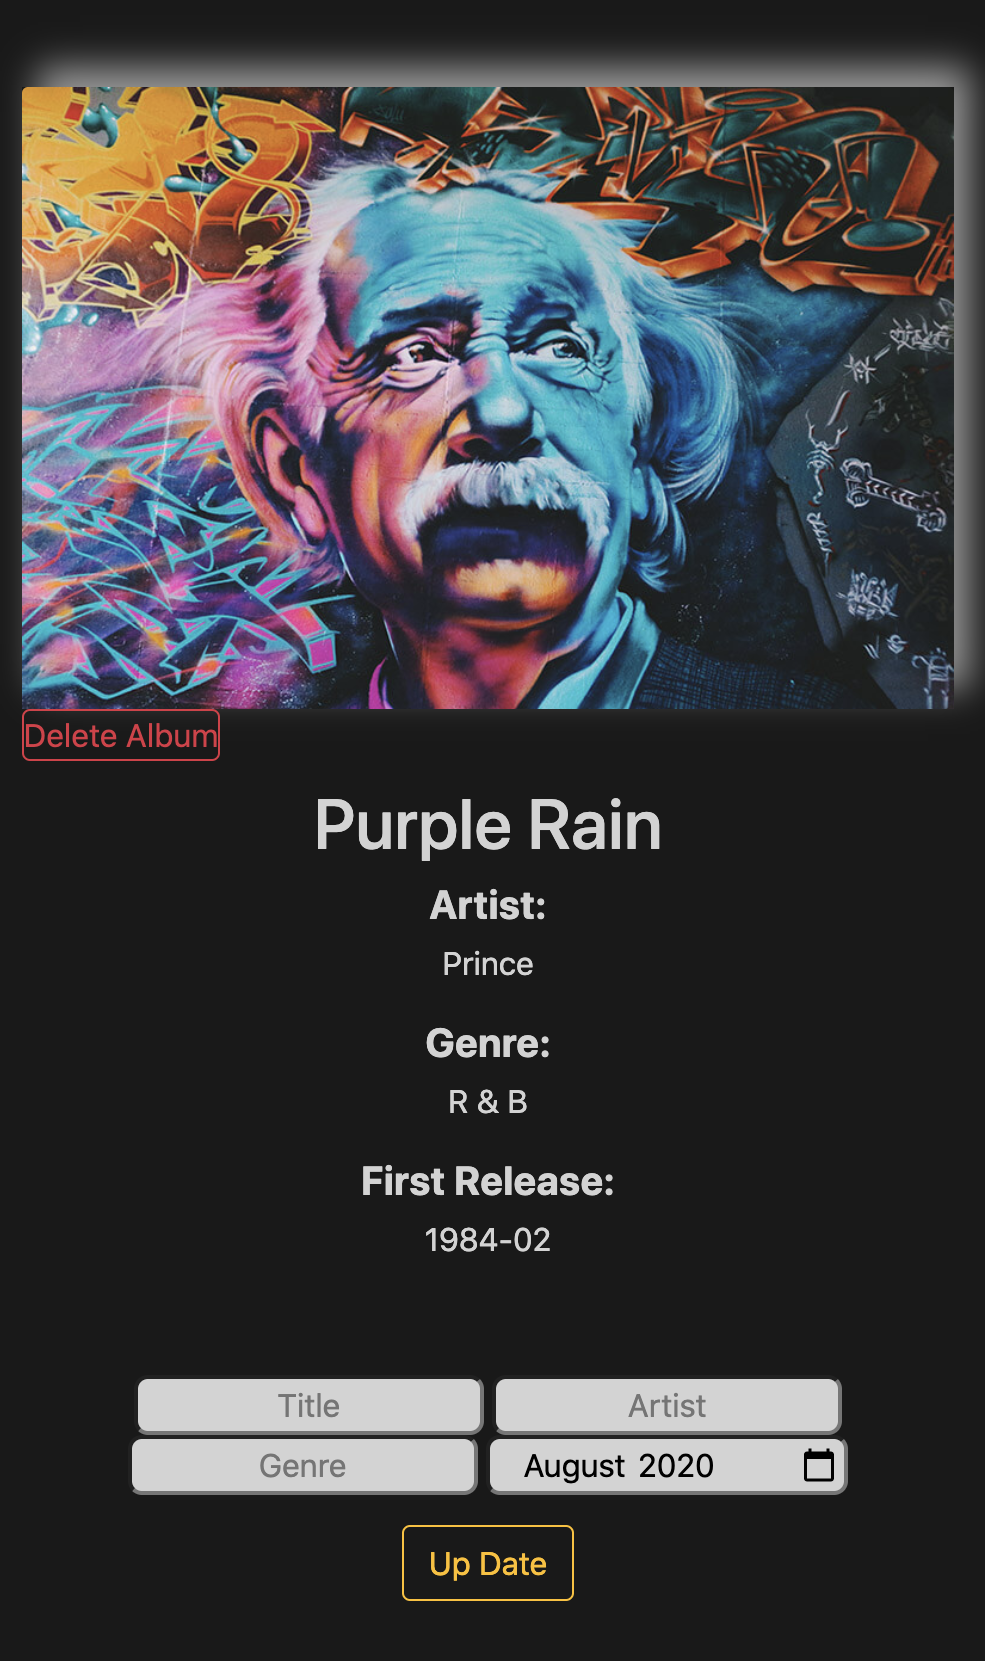 Delete Album
Purple Rain
Artist:
Prince
Genre:
R & B
First Release:
1984-02
Title Artist
Genre August 2020
Up Date